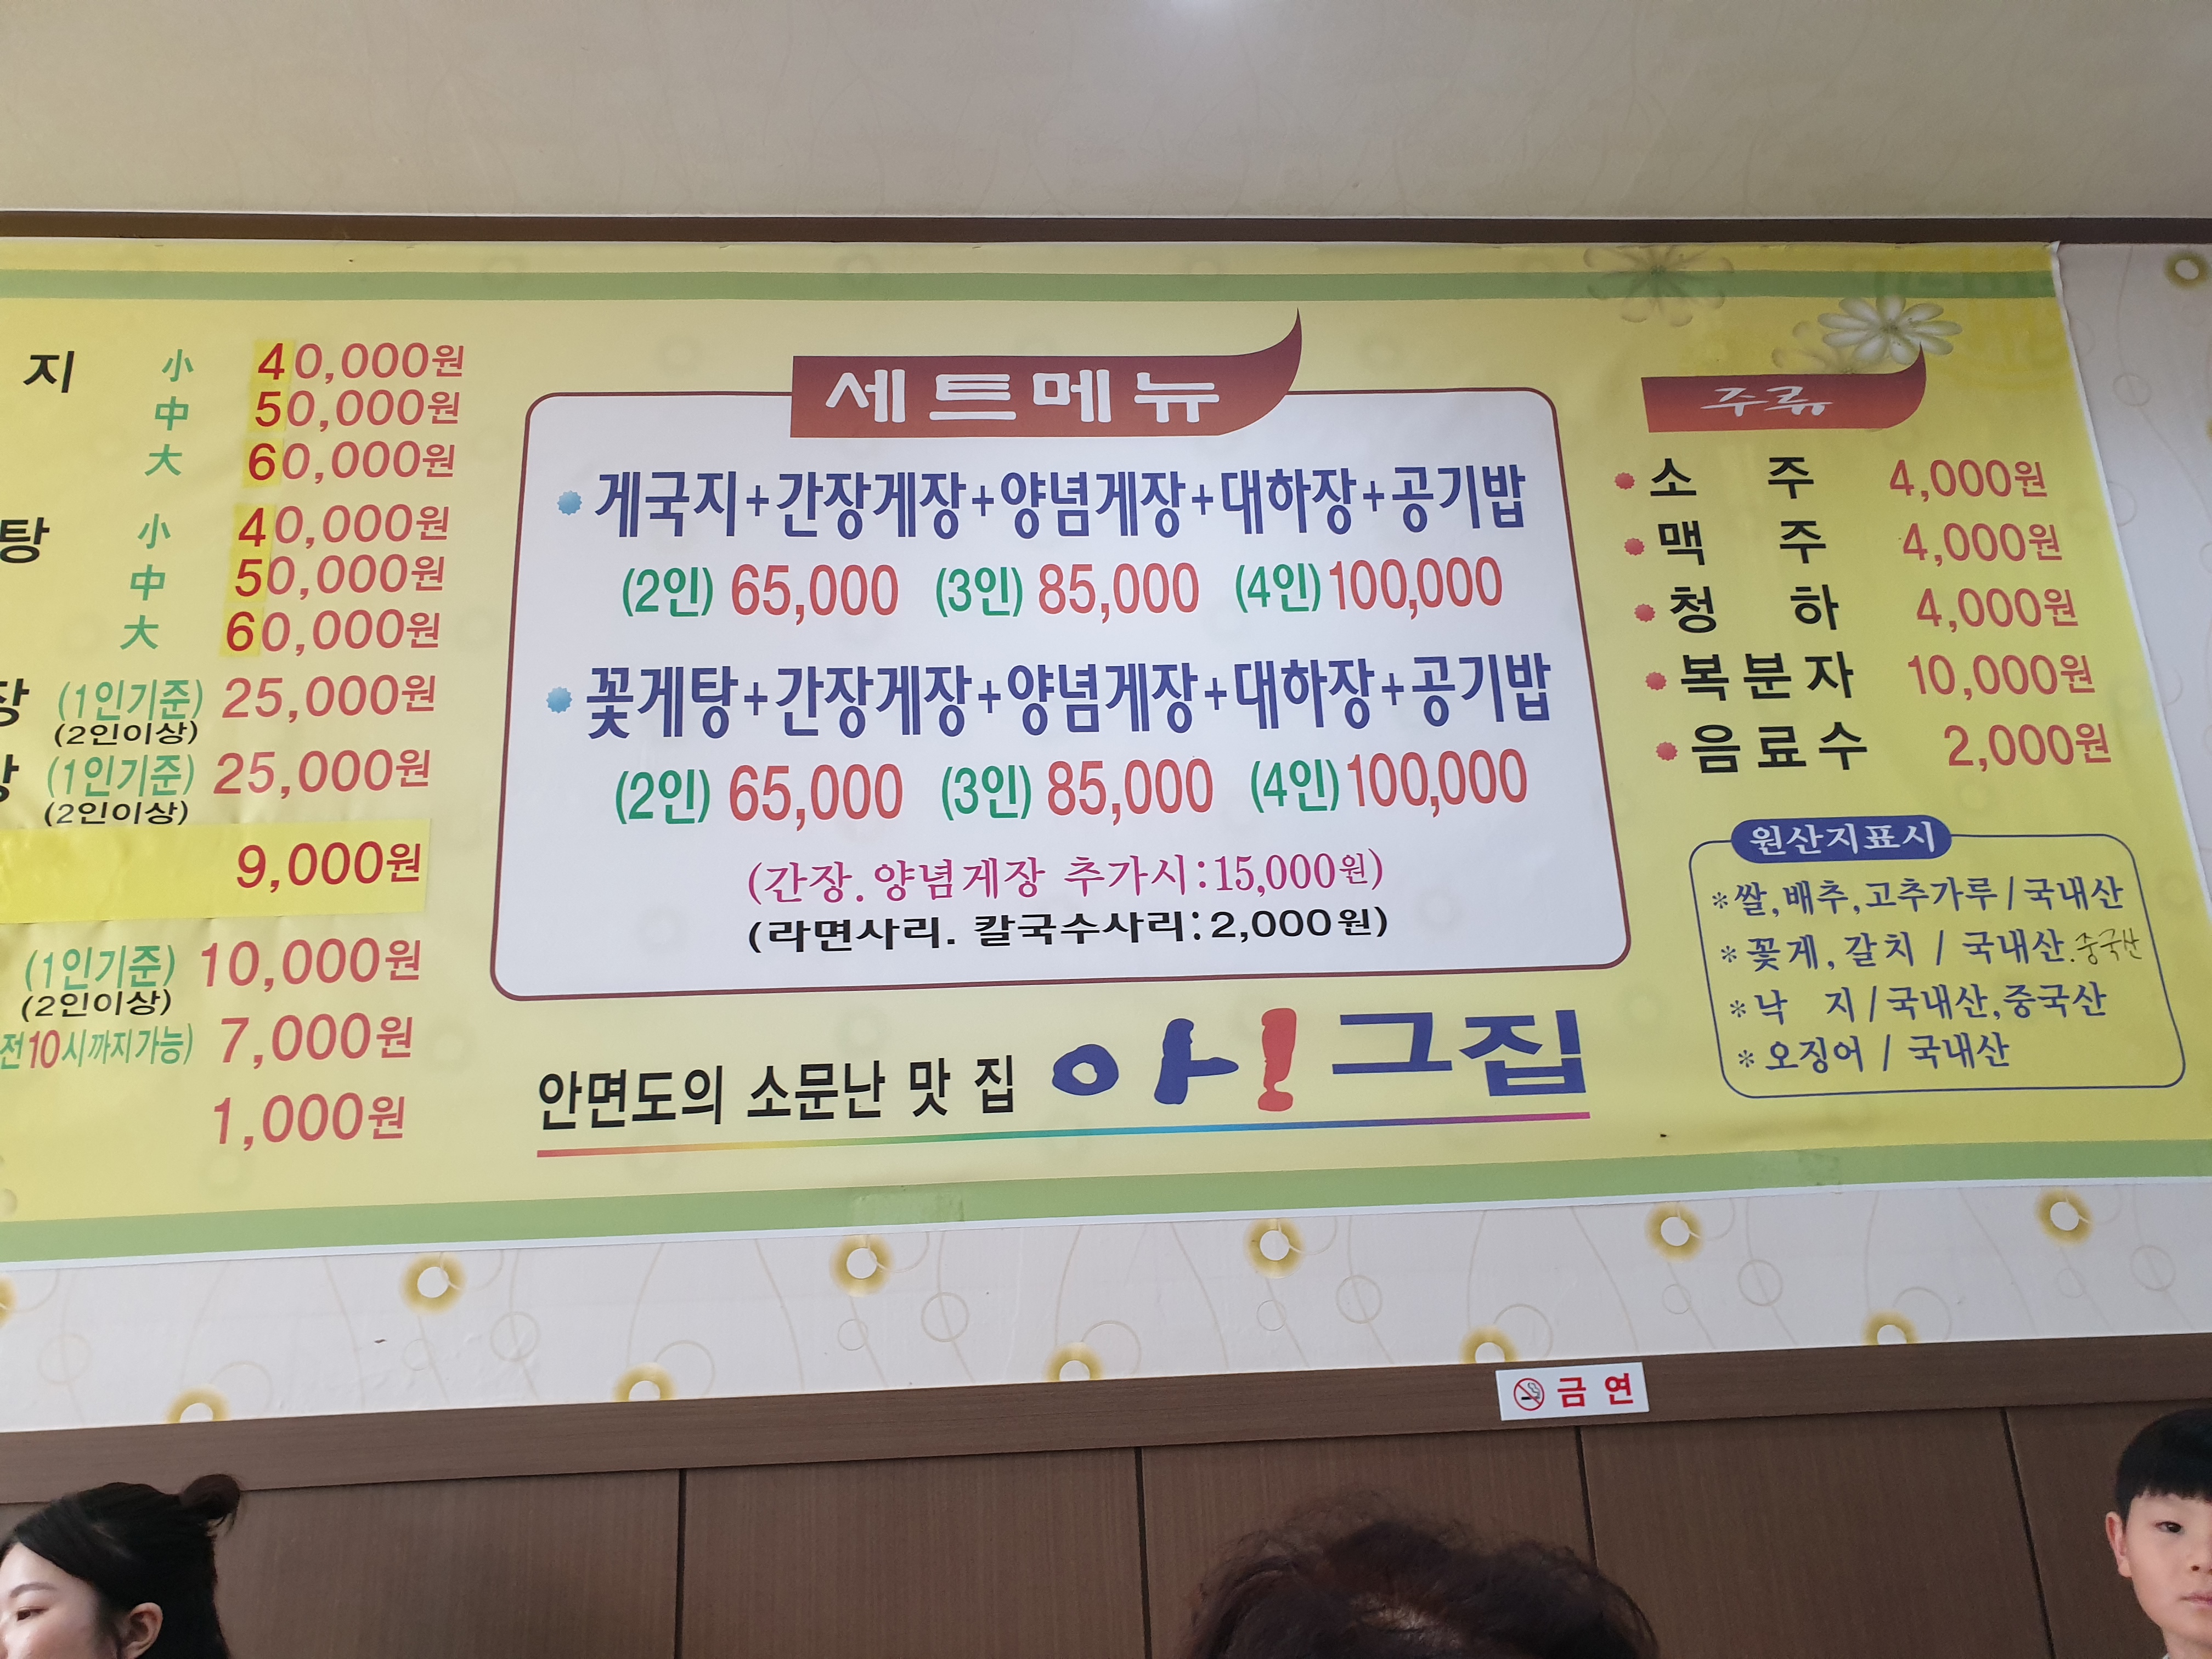 지 小 40,000원
中 50,000원
大 60,000원
탕 小 40,000원
中 50,000원
大 60,000원
장 (1인기준) 25,000원
(2인이상)
(1인기준) 25,000원
(2인이상)
9,000원
(1인기준) 10,000원
(2인이상)
전10시까지가능) 7,000원
1,000원
세트메뉴
게국지+간장게장+양념게장+대하장+공기밥
(2인) 65,000 (3인) 85,000 (4인) 100,000
꽃게탕+간장게장+양념게장+대하장+공기밥
(2인) 65,000 (3인) 85,000 (4인) 100,000
(간장.양념게장 추가시:15,000원)
(라면사리. 칼국수사리:2,000원)
안면도의 소문난 맛 집 아!그집
주류
소 주 4,000원
맥 주 4,000원
청 하 4,000원
복분자 10,000원
음료수 2,000원
원산지표시
*쌀,배추,고추가루/국내산
*꽃게,갈치 / 국내산.중국산
*낙 지/국내산,중국산
*오징어 / 국내산
금 연